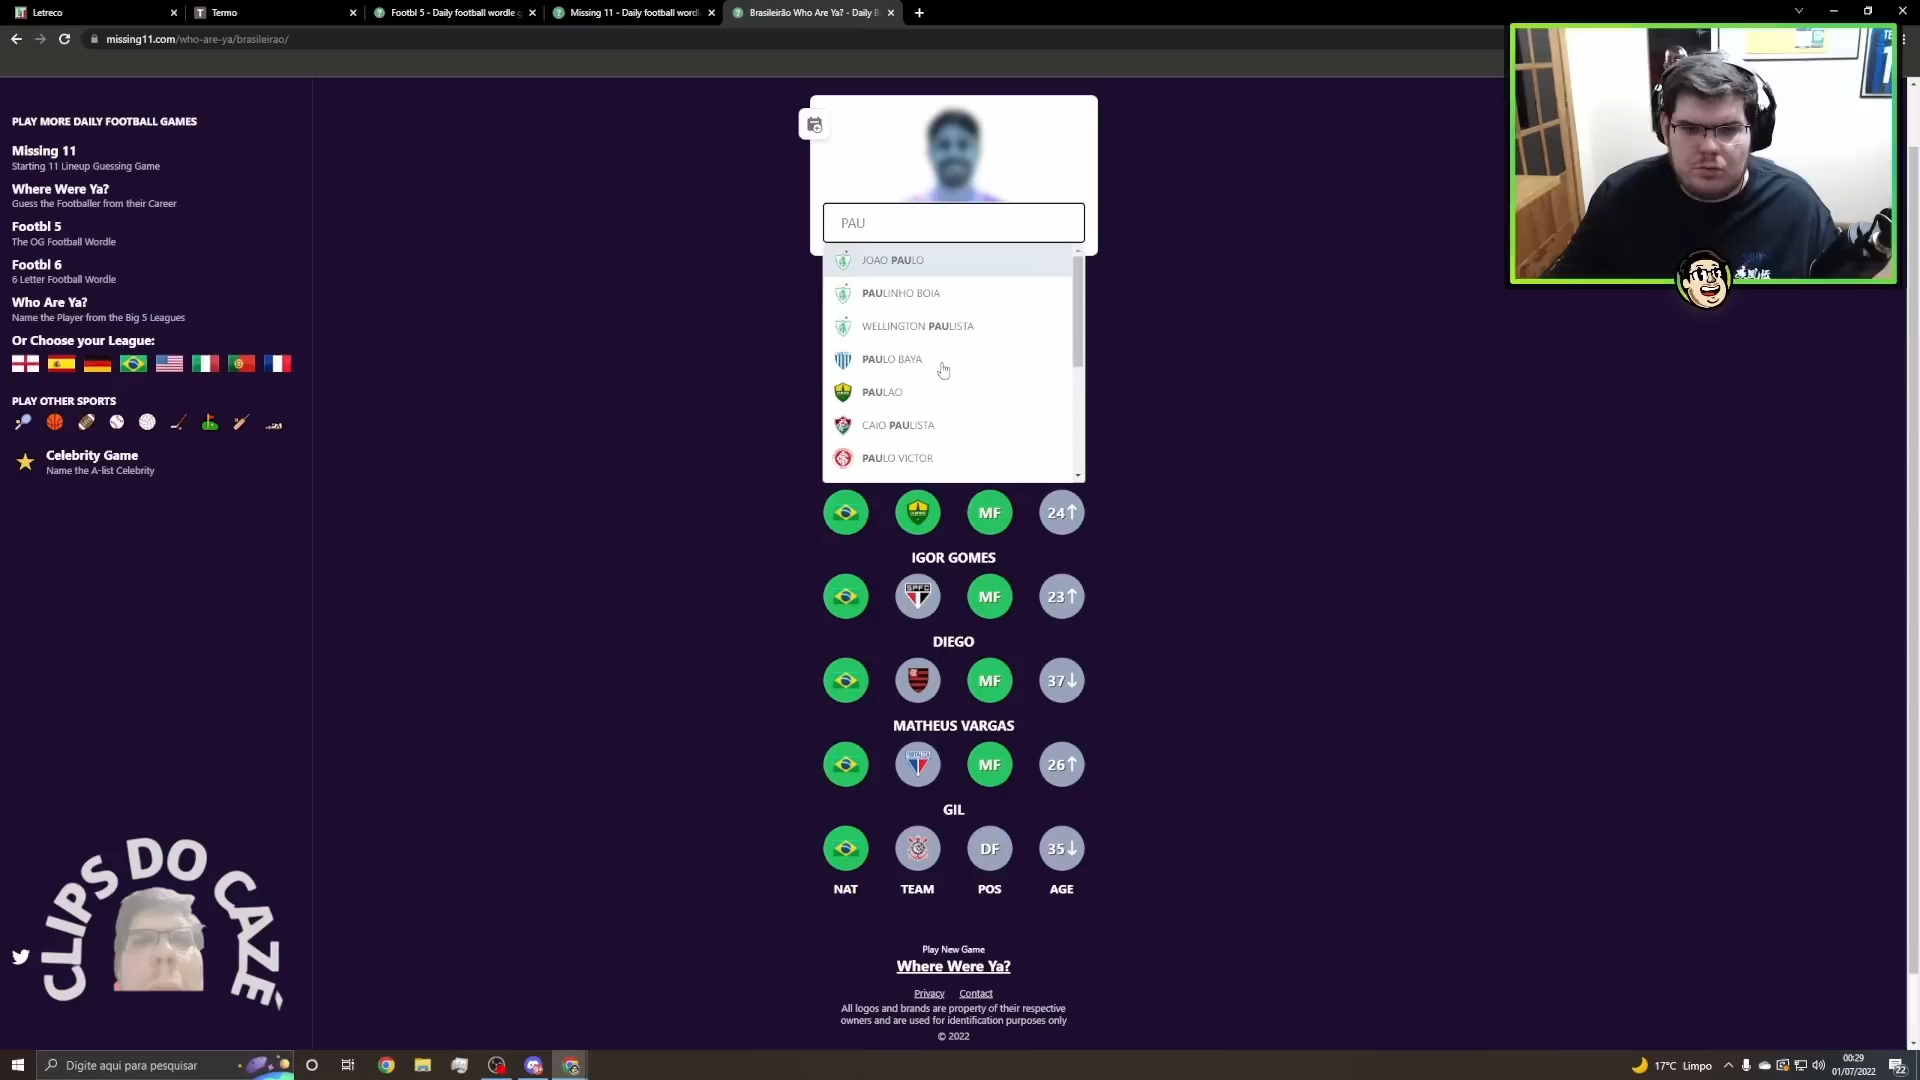 Letreco
Termo
Footbl 5 - Daily football wordle g
Missing 11 - Daily football wordl
Brasileirão Who Are Ya? - Daily B
missing11.com/who-are-ya/brasileirao/
PLAY MORE DAILY FOOTBALL GAMES
Missing 11
Starting 11 Lineup Guessing Game
Where Were Ya?
Guess the Footballer from their Career
Footbl 5
The OG Football Wordle
Footbl 6
6 Letter Football Wordle
Who Are Ya?
Name the Player from the Big 5 Leagues
Or Choose your League:
PLAY OTHER SPORTS
Celebrity Game
Name the A-list Celebrity
PAU
JOAO PAULO
PAULINHO BOIA
WELLINGTON PAULISTA
PAULO BAYA
PAULAO
CAIO PAULISTA
PAULO VICTOR
MF 24↑
IGOR GOMES
SPFC MF 23↑
DIEGO
MF 37↓
MATHEUS VARGAS
MF 26↑
GIL
DF 35↓
NAT TEAM POS AGE
Play New Game
Where Were Ya?
Privacy Contact
All logos and brands are property of their respective
owners and are used for identification purposes only
© 2022
CLIPS DO CAZÉ
Digite aqui para pesquisar
17°C Limpo
00:29
01/07/2022
22